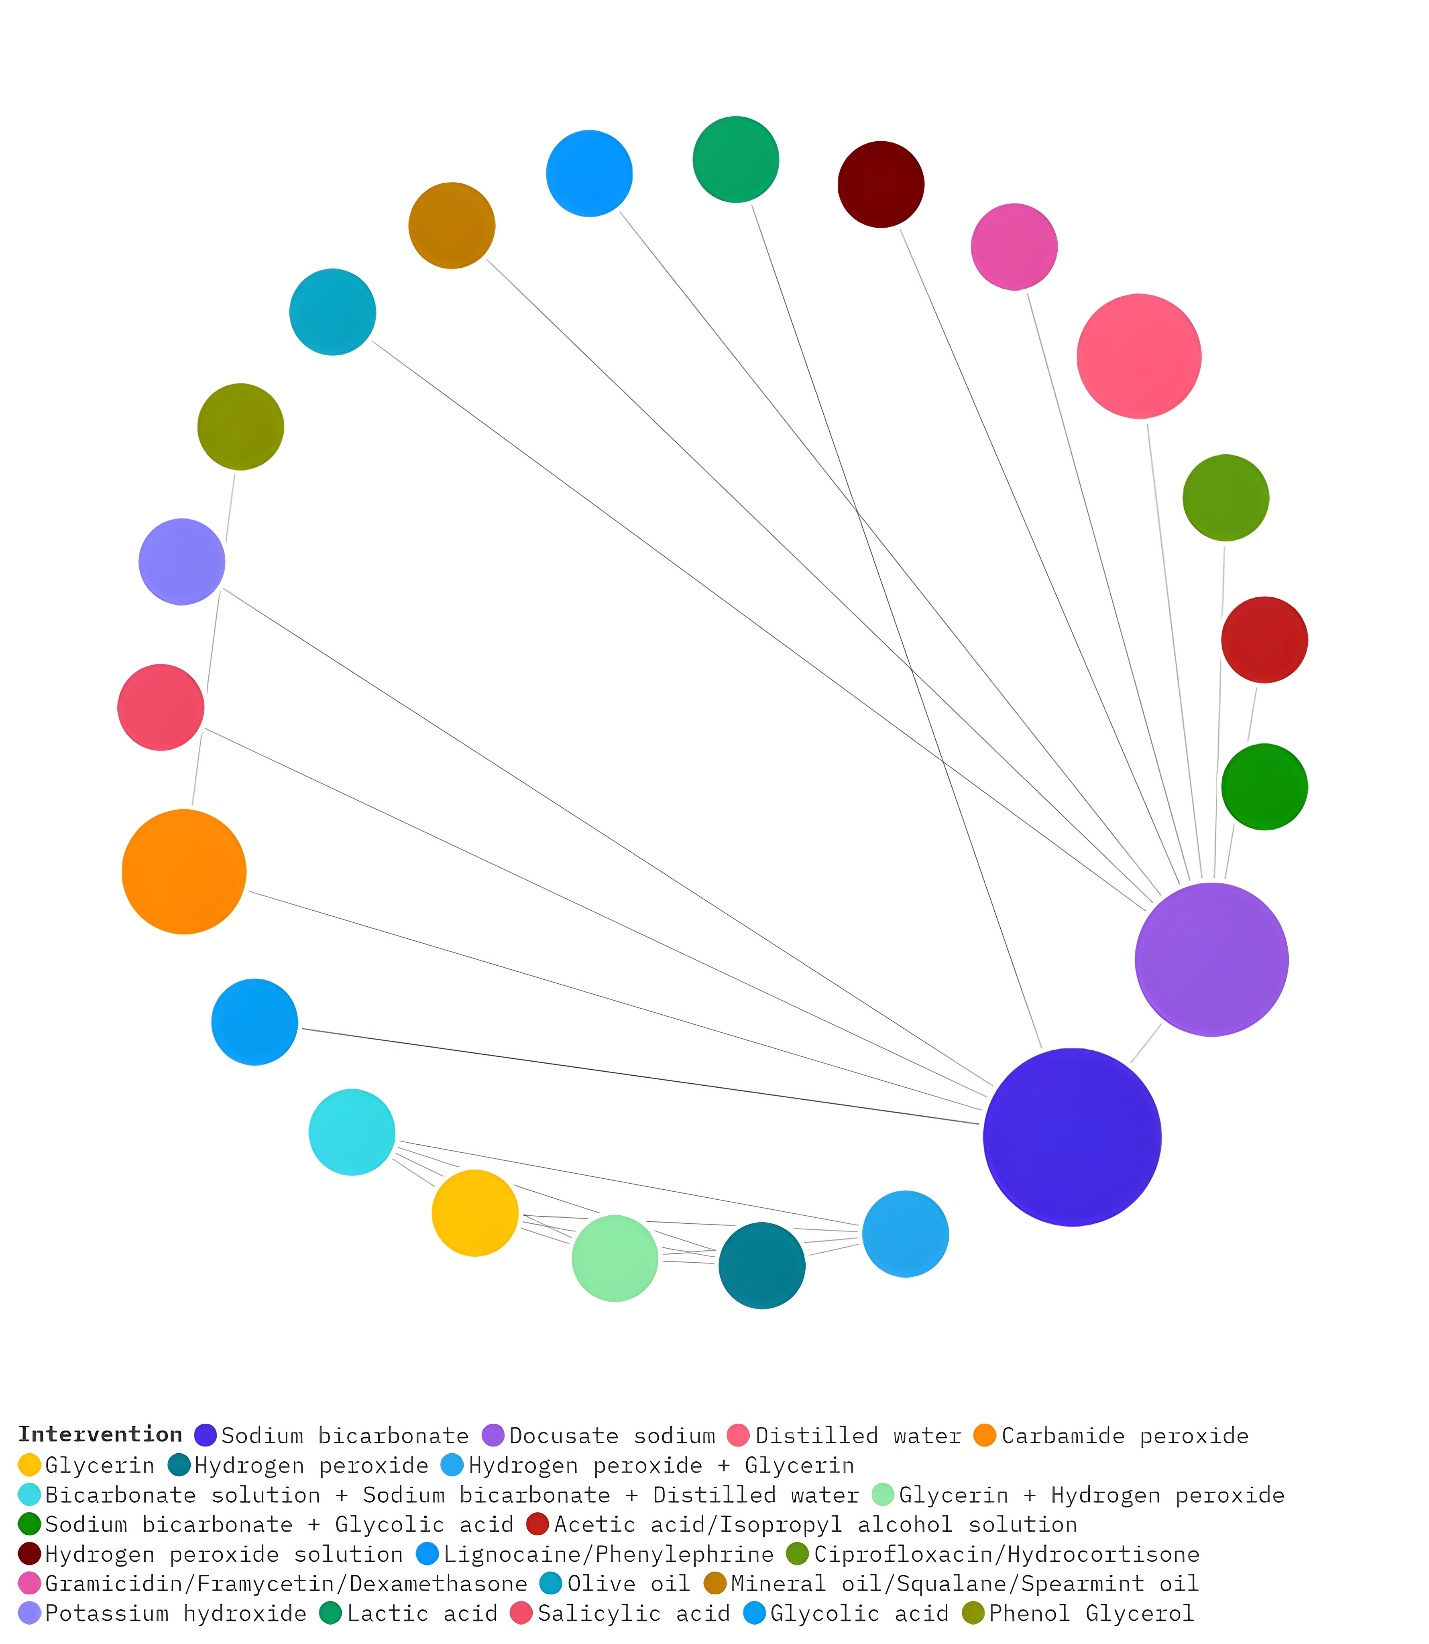 Intervention Sodium bicarbonate Docusate sodium Distilled water Carbamide peroxide
Glycerin Hydrogen peroxide Hydrogen peroxide + Glycerin
Bicarbonate solution + Sodium bicarbonate + Distilled water Glycerin + Hydrogen peroxide
Sodium bicarbonate + Glycolic acid Acetic acid/Isopropyl alcohol solution
Hydrogen peroxide solution Lignocaine/Phenylephrine Ciprofloxacin/Hydrocortisone
Gramicidin/Framycetin/Dexamethasone Olive oil Mineral oil/Squalane/Spearmint oil
Potassium hydroxide Lactic acid Salicylic acid Glycolic acid Phenol Glycerol